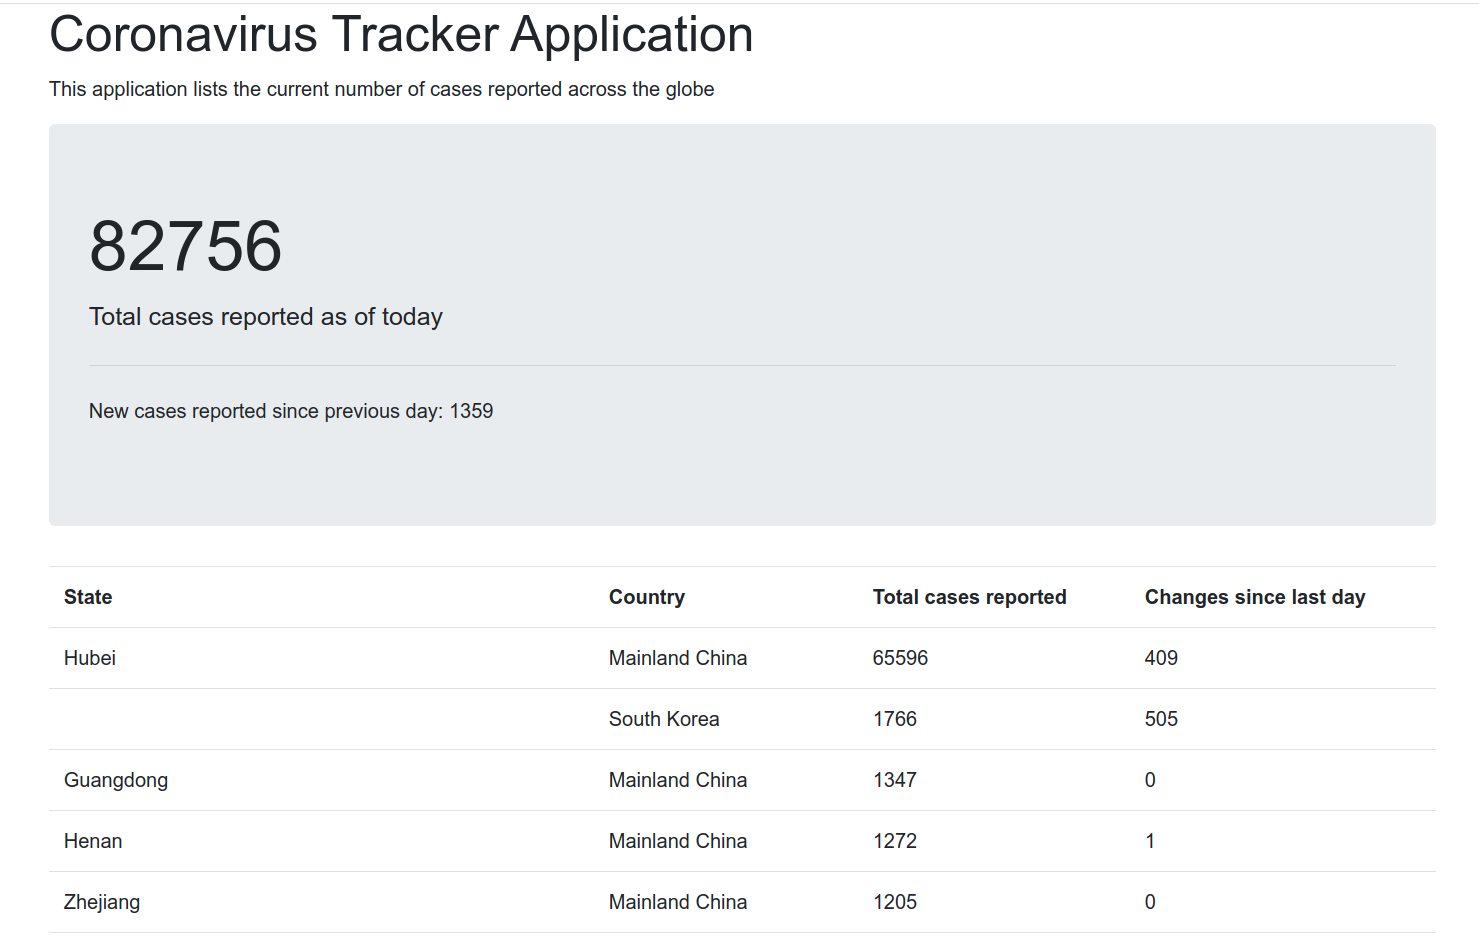 Coronavirus Tracker Application
This application lists the current number of cases reported across the globe
82756
Total cases reported as of today
New cases reported since previous day: 1359
State Country Total cases reported Changes since last day
Hubei Mainland China 65596 409
South Korea 1766 505
Guangdong Mainland China 1347 0
Henan Mainland China 1272 1
Zhejiang Mainland China 1205 0